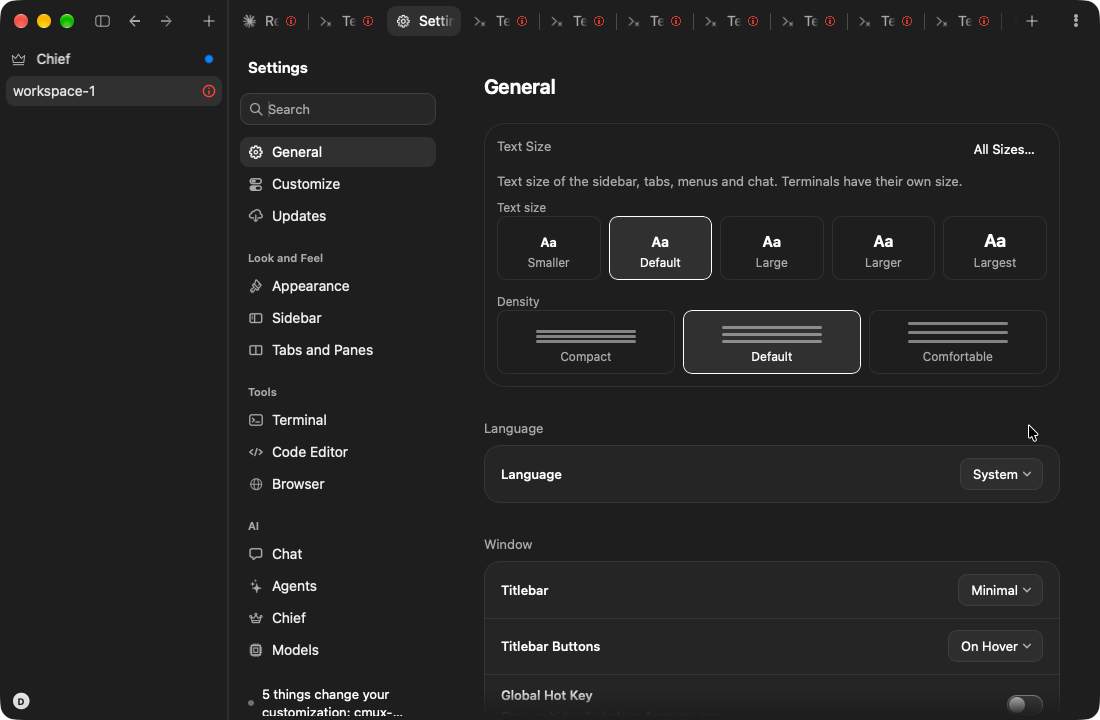 Re
Te
Settin
Te
Te
Te
Te
Te
Te
Te
Chief
workspace-1
D
Settings
Search
General
Customize
Updates
Look and Feel
Appearance
Sidebar
Tabs and Panes
Tools
Terminal
Code Editor
Browser
AI
Chat
Agents
Chief
Models
5 things change your
customization: cmux-...
General
Text Size
All Sizes...
Text size of the sidebar, tabs, menus and chat. Terminals have their own size.
Text size
Aa Aa Aa Aa Aa
Smaller Default Large Larger Largest
Density
Compact Default Comfortable
Language
Language System
Window
Titlebar Minimal
Titlebar Buttons On Hover
Global Hot Key